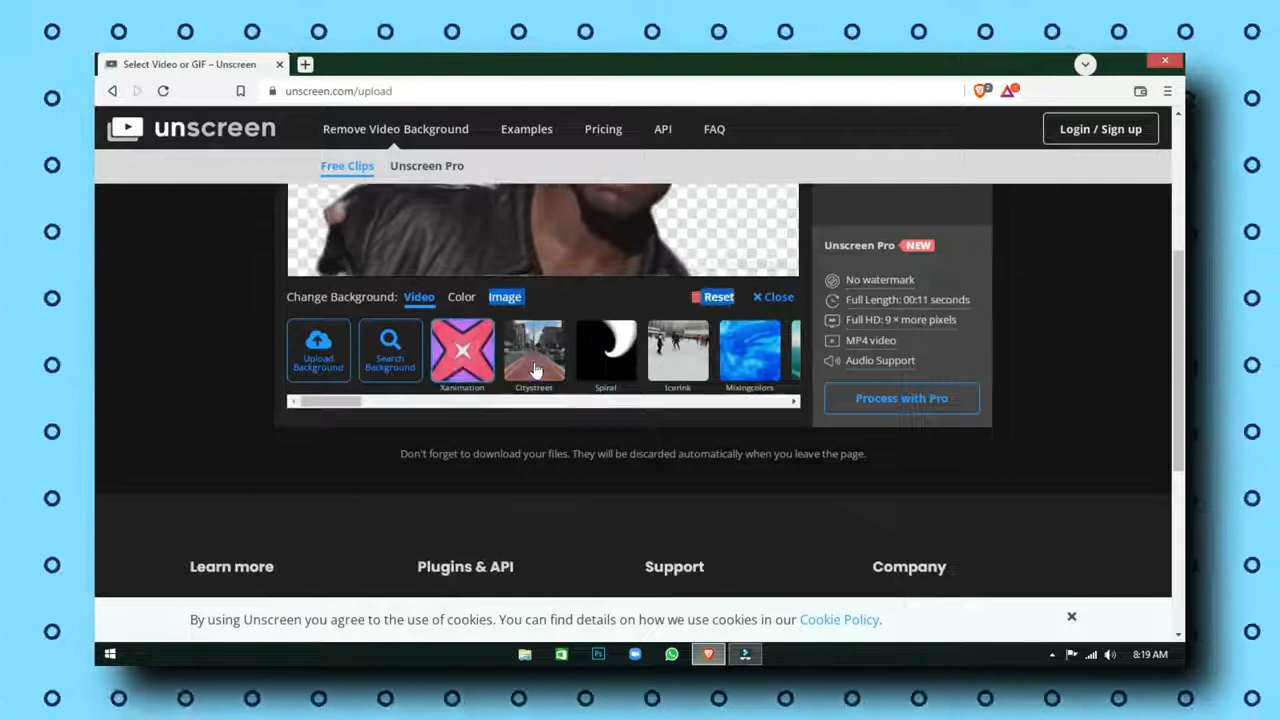 Select Video or GIF – Unscreen
unscreen.com/upload
unscreen
Remove Video Background Examples Pricing API FAQ
Login / Sign up
Free Clips Unscreen Pro
Unscreen Pro NEW
No watermark
Full Length: 00:11 seconds
Full HD: 9 × more pixels
MP4 video
Audio Support
Process with Pro
Change Background: Video Color Image
Reset × Close
Upload Background
Search Background
Xanimation
Citystreet
Spiral
Icerink
Mixingcolors
Don't forget to download your files. They will be discarded automatically when you leave the page.
Learn more Plugins & API Support Company
By using Unscreen you agree to the use of cookies. You can find details on how we use cookies in our Cookie Policy.
Ps
8:19 AM